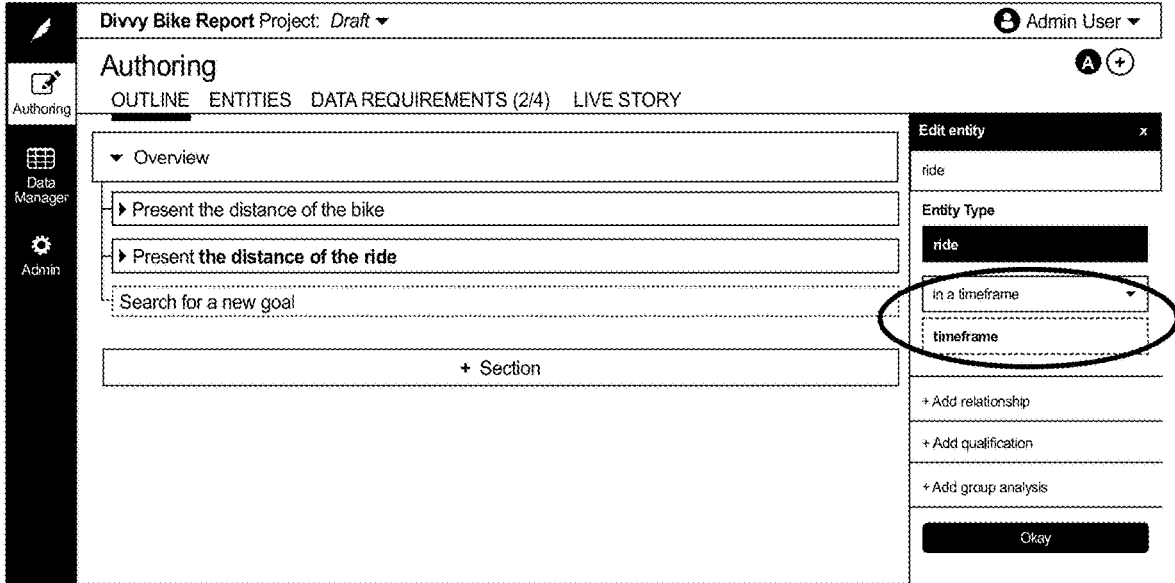 Divvy Bike Report Project: Draft
Admin User
Authoring
A +
Authoring
OUTLINE ENTITIES DATA REQUIREMENTS (2/4) LIVE STORY
Data
Manager
Admin
Overview
Present the distance of the bike
Present the distance of the ride
Search for a new goal
+ Section
Edit entity x
ride
Entity Type
ride
in a timeframe
timeframe
+ Add relationship
+ Add qualification
+ Add group analysis
Okay